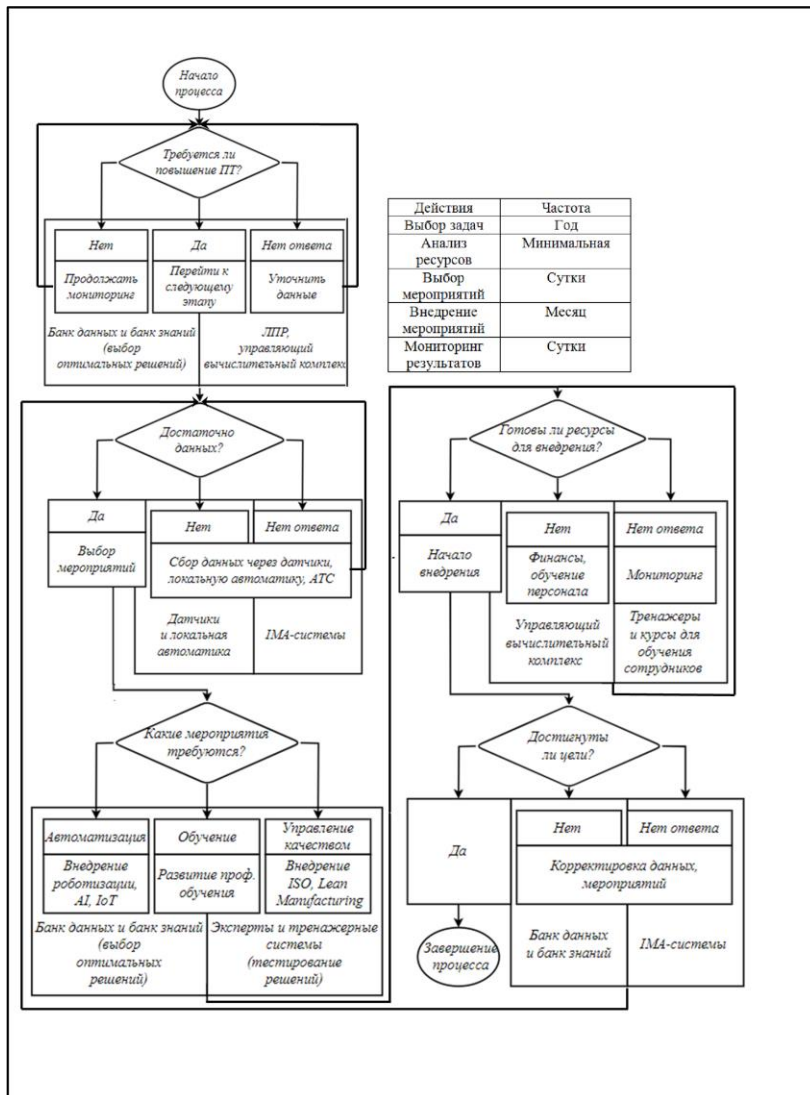 Начало
процесса
Требуется ли
повышение ПТ?
Нет
Да
Нет ответа
Продолжать
мониторинг
Перейти к
следующему
этапу
Уточнить
данные
Банк данных и банк знаний
(выбор
оптимальных решений)
ЛПР,
управляющий
вычислительный комплекс
Действия Частота
Выбор задач Год
Анализ
ресурсов
Минимальная
Выбор
мероприятий
Сутки
Внедрение
мероприятий
Месяц
Мониторинг
результатов
Сутки
Достаточно
данных?
Да
Нет
Нет ответа
Выбор
мероприятий
Сбор данных через датчики,
локальную автоматику, АТС
Датчики
и локальная
автоматика
IMA-системы
Какие мероприятия
требуются?
Автоматизация
Обучение
Управление
качеством
Внедрение
роботизации,
AI, IoT
Развитие проф.
обучения
Внедрение
ISO, Lean
Manufacturing
Банк данных и банк знаний
(выбор
оптимальных
решений)
Эксперты и тренажерные
системы
(тестирование
решений)
Готовы ли ресурсы
для внедрения?
Да
Нет
Нет ответа
Начало
внедрения
Финансы,
обучение
персонала
Мониторинг
Управляющий
вычислительный
комплекс
Тренажеры
и курсы для
обучения
сотрудников
Достигнуты
ли цели?
Да
Нет
Нет ответа
Корректировка данных,
мероприятий
Завершение
процесса
Банк данных
и банк знаний
IMA-системы